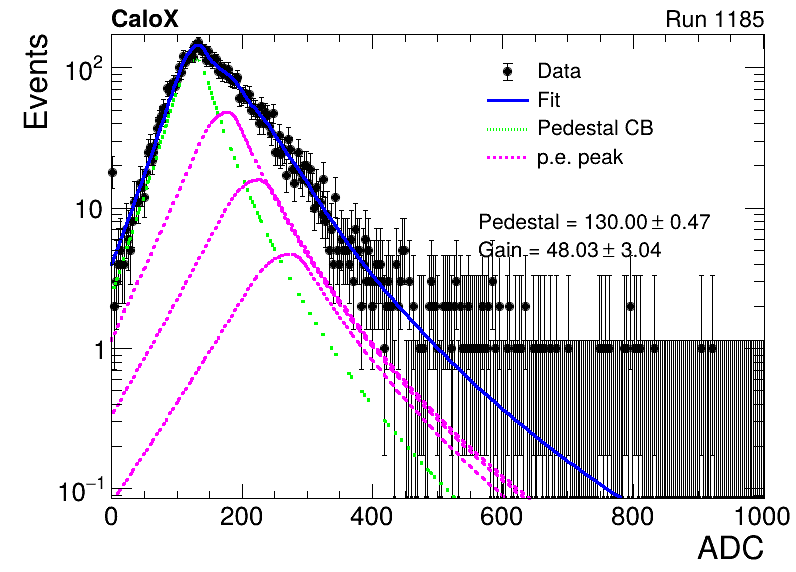 CaloX Run 1185
Events
10²
10
1
10⁻¹
Data
Fit
Pedestal CB
p.e. peak
Pedestal = 130.00 ± 0.47
Gain = 48.03 ± 3.04
0 200 400 600 800 1000
ADC